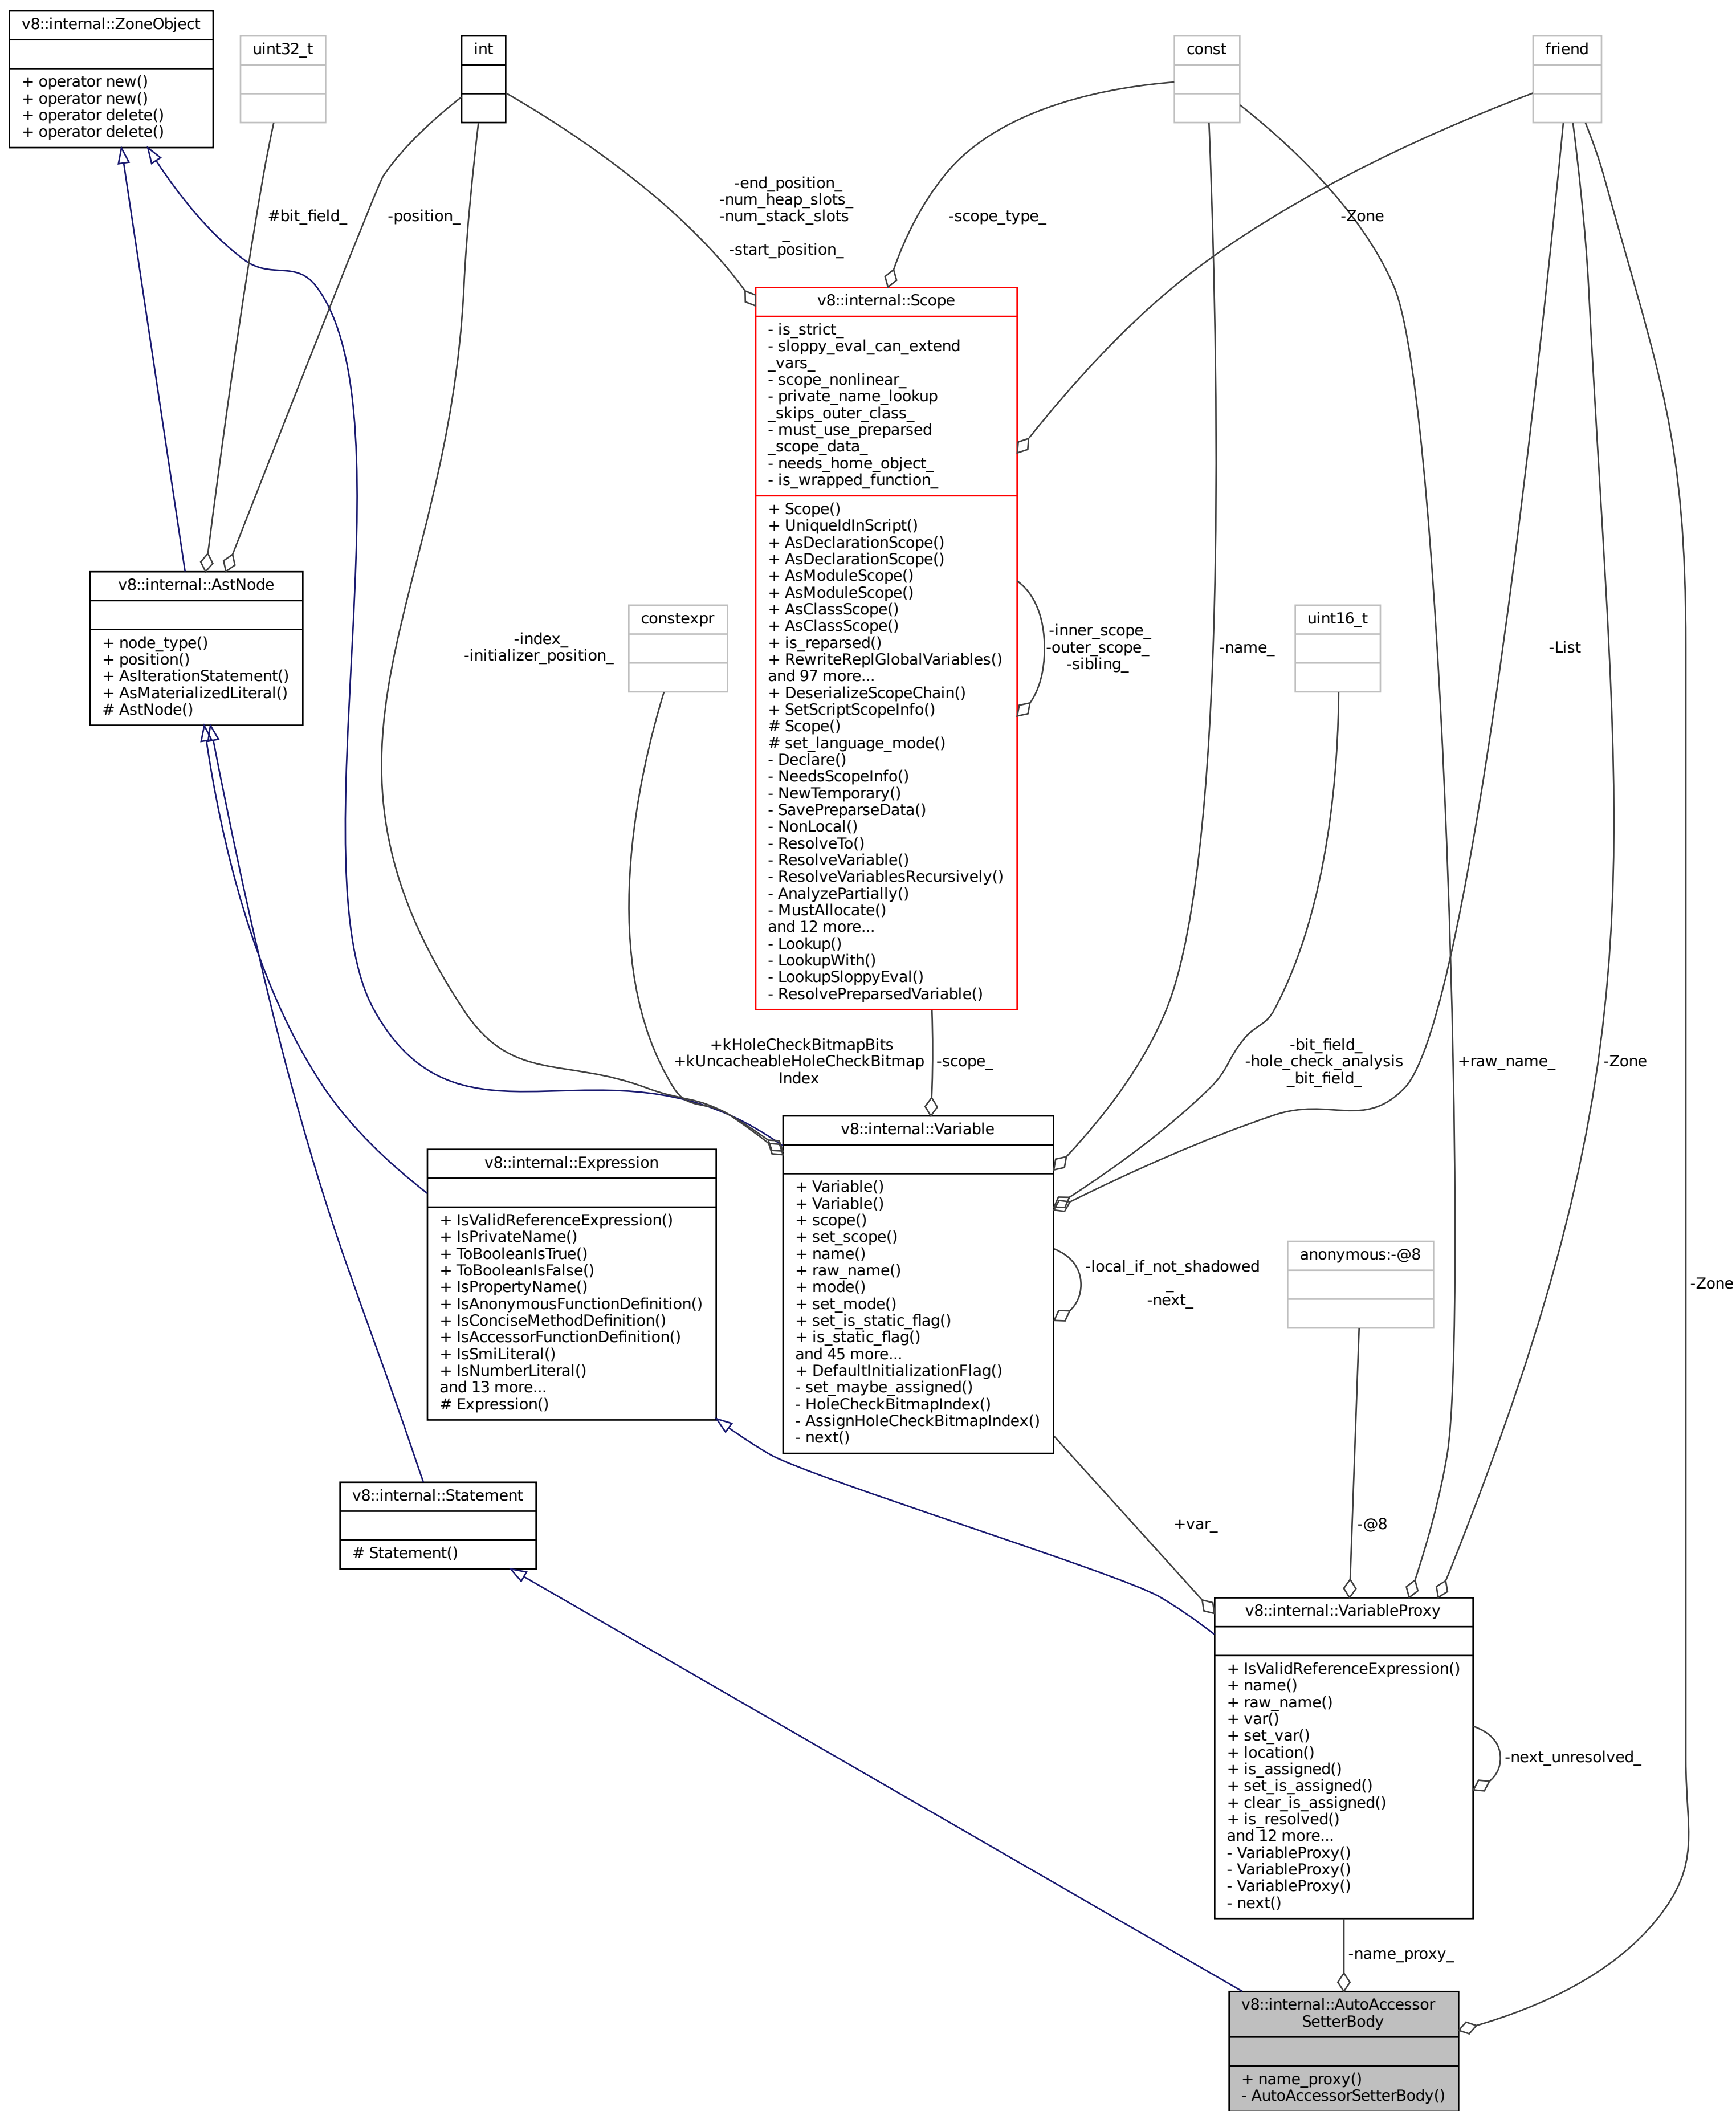 v8::internal::ZoneObject
+ operator new()
+ operator new()
+ operator delete()
+ operator delete()
uint32_t
int
const
friend
#bit_field_
-position_
-end_position_
-num_heap_slots_
-num_stack_slots
_
-start_position_
-scope_type_
-Zone
v8::internal::Scope
- is_strict_
- sloppy_eval_can_extend
_vars_
- scope_nonlinear_
- private_name_lookup
_skips_outer_class_
- must_use_preparsed
_scope_data_
- needs_home_object_
- is_wrapped_function_
+ Scope()
+ UniqueIdInScript()
+ AsDeclarationScope()
+ AsDeclarationScope()
+ AsModuleScope()
+ AsModuleScope()
+ AsClassScope()
+ AsClassScope()
+ is_reparsed()
+ RewriteReplGlobalVariables()
and 97 more...
+ DeserializeScopeChain()
+ SetScriptScopeInfo()
# Scope()
# set_language_mode()
- Declare()
- NeedsScopeInfo()
- NewTemporary()
- SavePreparseData()
- NonLocal()
- ResolveTo()
- ResolveVariable()
- ResolveVariablesRecursively()
- AnalyzePartially()
- MustAllocate()
and 12 more...
- Lookup()
- LookupWith()
- LookupSloppyEval()
- ResolvePreparsedVariable()
v8::internal::AstNode
+ node_type()
+ position()
+ AsIterationStatement()
+ AsMaterializedLiteral()
# AstNode()
-index_
-initializer_position_
constexpr
-inner_scope_
-outer_scope_
-sibling_
-name_
uint16_t
-List
+kHoleCheckBitmapBits
+kUncacheableHoleCheckBitmap
Index
-scope_
-bit_field_
-hole_check_analysis
_bit_field_
+raw_name_
-Zone
v8::internal::Variable
+ Variable()
+ Variable()
+ scope()
+ set_scope()
+ name()
+ raw_name()
+ mode()
+ set_mode()
+ set_is_static_flag()
+ is_static_flag()
and 45 more...
+ DefaultInitializationFlag()
- set_maybe_assigned()
- HoleCheckBitmapIndex()
- AssignHoleCheckBitmapIndex()
- next()
v8::internal::Expression
+ IsValidReferenceExpression()
+ IsPrivateName()
+ ToBooleanIsTrue()
+ ToBooleanIsFalse()
+ IsPropertyName()
+ IsAnonymousFunctionDefinition()
+ IsConciseMethodDefinition()
+ IsAccessorFunctionDefinition()
+ IsSmiLiteral()
+ IsNumberLiteral()
and 13 more...
# Expression()
-local_if_not_shadowed
_
-next_
anonymous:-@8
-Zone
v8::internal::Statement
# Statement()
+var_
-@8
v8::internal::VariableProxy
+ IsValidReferenceExpression()
+ name()
+ raw_name()
+ var()
+ set_var()
+ location()
+ is_assigned()
+ set_is_assigned()
+ clear_is_assigned()
+ is_resolved()
and 12 more...
- VariableProxy()
- VariableProxy()
- VariableProxy()
- next()
-next_unresolved_
-name_proxy_
v8::internal::AutoAccessor
SetterBody
+ name_proxy()
- AutoAccessorSetterBody()